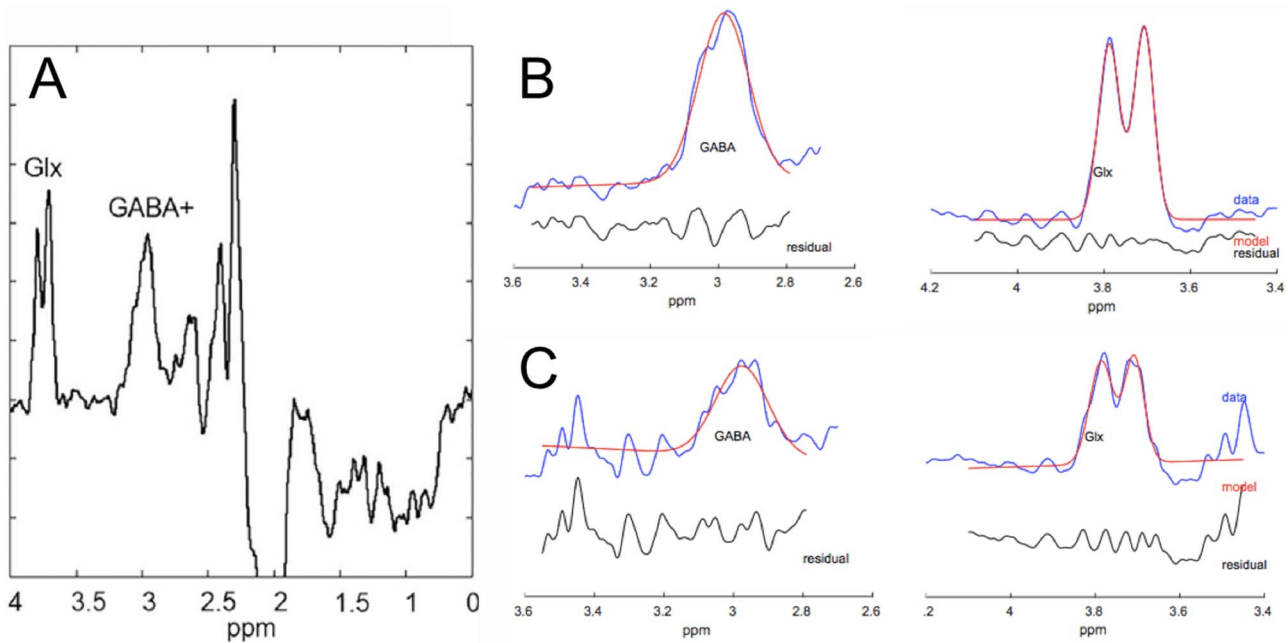 A
Glx
GABA+
4 3.5 3 2.5 2 1.5 1 0
ppm
B
GABA
residual
3.6 3.4 3.2 3 2.8 2.6
ppm
Glx
data
model
residual
4.2 4 3.8 3.6 3.4
ppm
C
GABA
residual
3.6 3.4 3.2 3 2.8 2.6
ppm
Glx
data
model
residual
.2 4 3.8 3.6 3.4
ppm